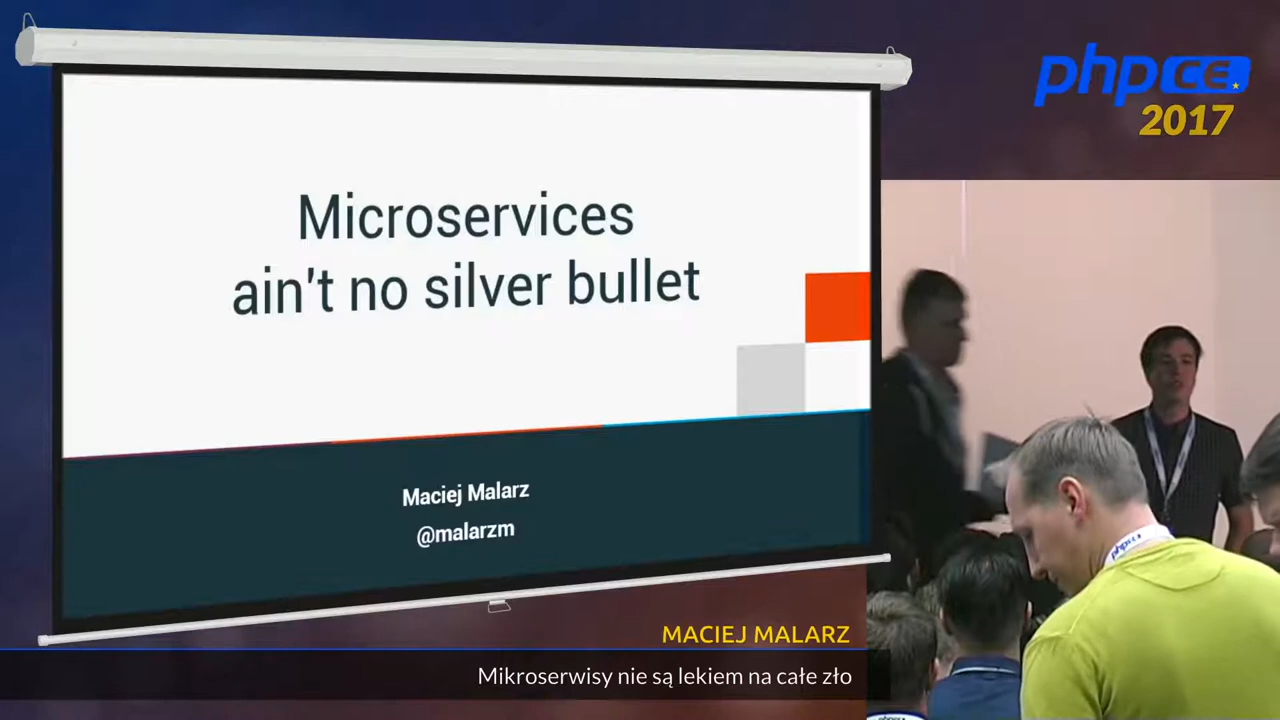 phpCE
2017
Microservices
ain't no silver bullet
Maciej Malarz
@malarzm
MACIEJ MALARZ
Mikroserwisy nie są lekiem na całe zło
phpCE